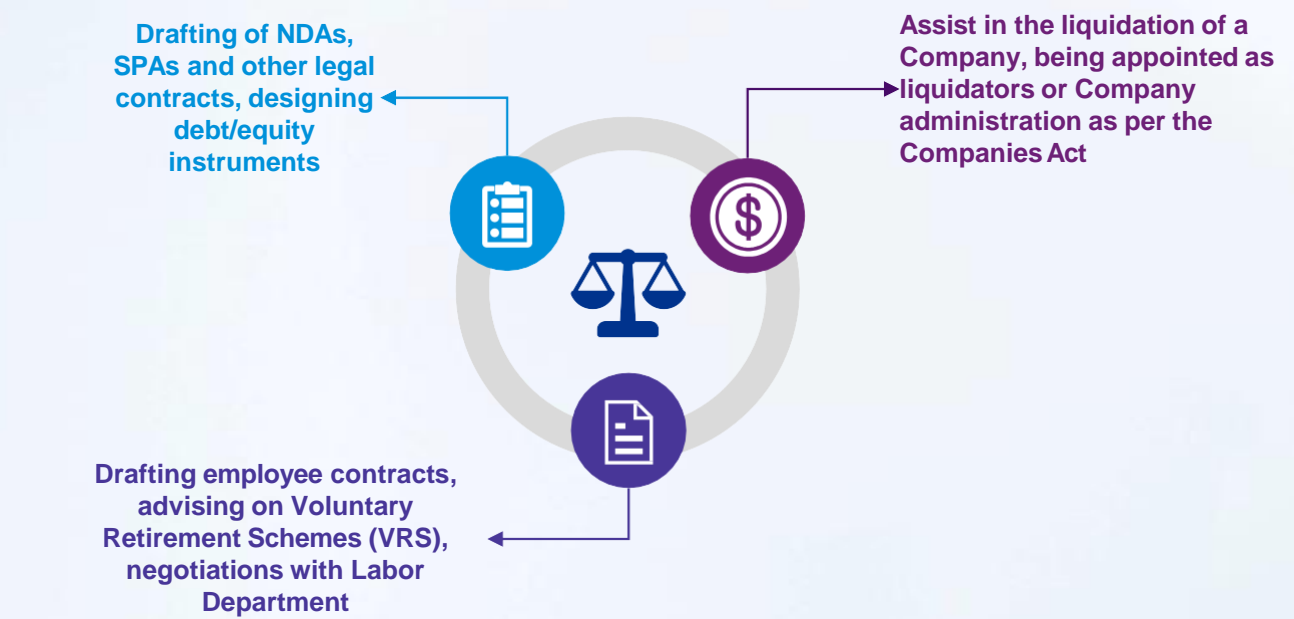 Drafting of NDAs,
SPAs and other legal
contracts, designing
debt/equity
instruments
Assist in the liquidation of a
Company, being appointed as
liquidators or Company
administration as per the
Companies Act
$
Drafting employee contracts,
advising on Voluntary
Retirement Schemes (VRS),
negotiations with Labor
Department